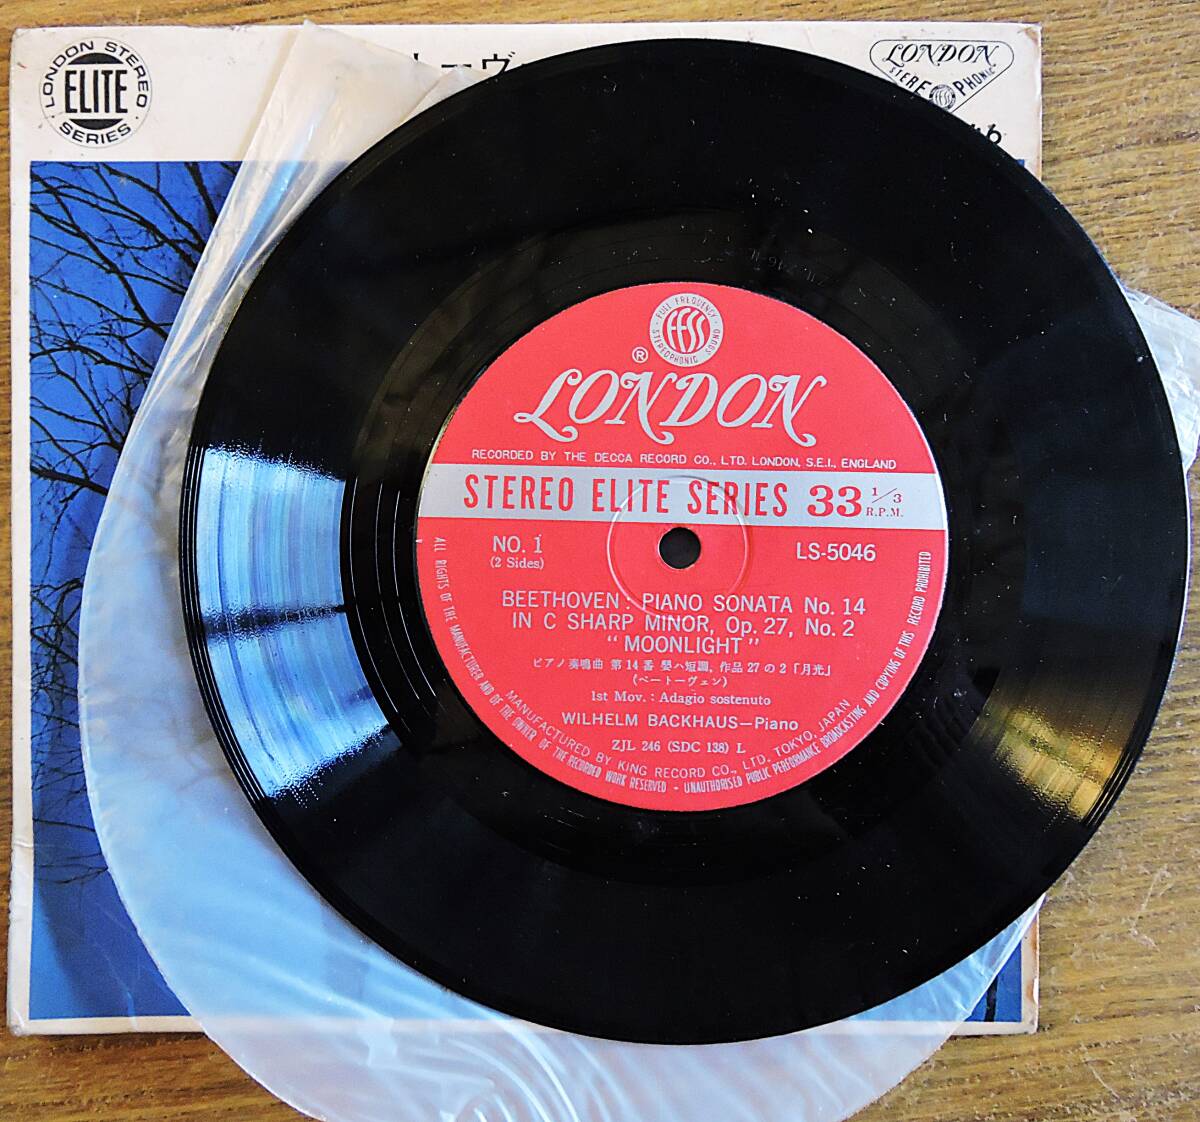 LONDON STEREO
ELITE
SERIES
トーヴ
LONDON
STEREOPHONIC
FFSS
FULL FREQUENCY
FFSS
STEREOPHONIC SOUND
®
LONDON
RECORDED BY THE DECCA RECORD CO., LTD. LONDON, S.E.I., ENGLAND
STEREO ELITE SERIES 33 1/3
R.P.M.
NO. 1
(2 Sides)
LS-5046
BEETHOVEN: PIANO SONATA No. 14
IN C SHARP MINOR, Op. 27, No. 2
"MOONLIGHT"
ピアノ奏鳴曲 第14番 嬰ハ短調, 作品27の2「月光」
(ベートーヴェン)
1st Mov.: Adagio sostenuto
WILHELM BACKHAUS—Piano
ZJL 246 (SDC 138) L
MANUFACTURED BY KING RECORD CO., LTD. TOKYO, JAPAN
ALL RIGHTS OF THE MANUFACTURER AND OF THE OWNER OF THE RECORDED WORK RESERVED - UNAUTHORISED PUBLIC PERFORMANCE BROADCASTING AND COPYING OF THIS RECORD PROHIBITED